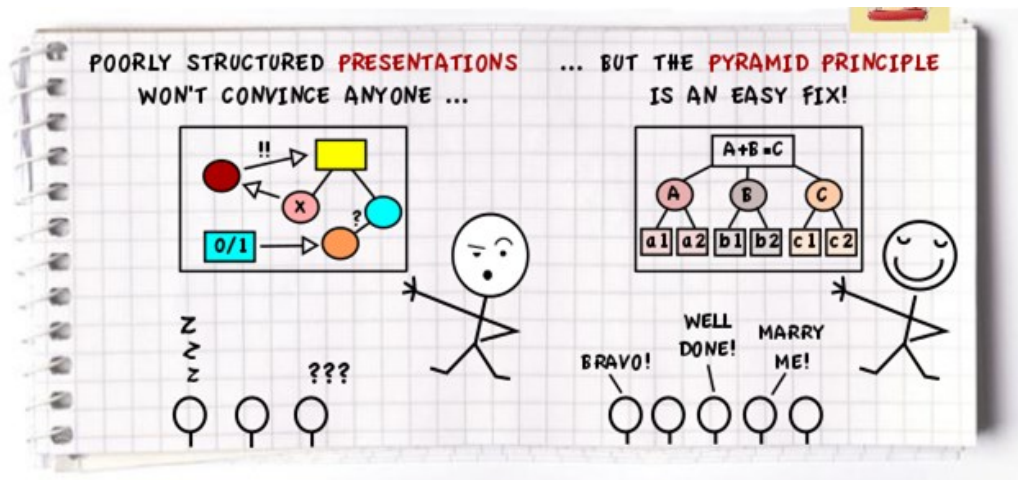 POORLY STRUCTURED PRESENTATIONS
WON'T CONVINCE ANYONE ...
!!
X
?
0/1
Z
Z
Z
???
... BUT THE PYRAMID PRINCIPLE
IS AN EASY FIX!
A+B=C
A B C
a1 a2 b1 b2 c1 c2
BRAVO!
WELL
DONE!
MARRY
ME!